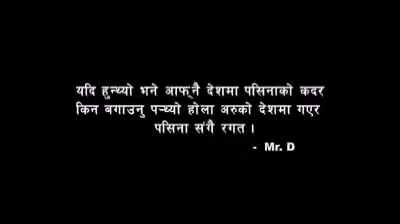 यदि हुन्थ्यो भने आफ्नै देशमा पसिनाको कदर
किन बगाउनु पर्‍थ्यो होला अरुको देशमा गएर
पसिना संगै रगत ।
- Mr. D